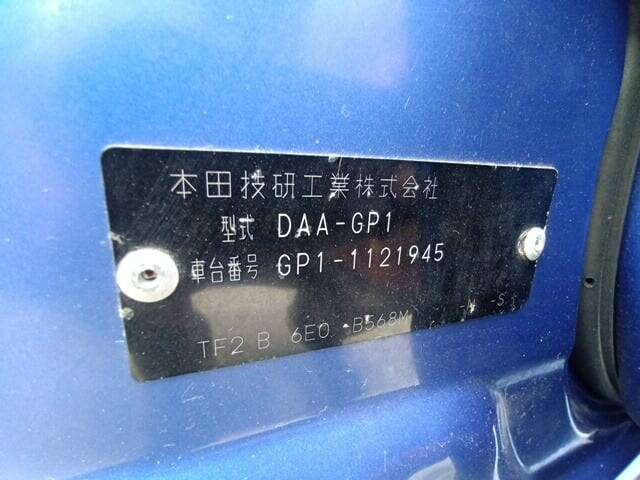 本田技研工業株式会社
型式 DAA-GP1
車台番号 GP1-1121945
-N -S
TF2 B 6E0 -B568M